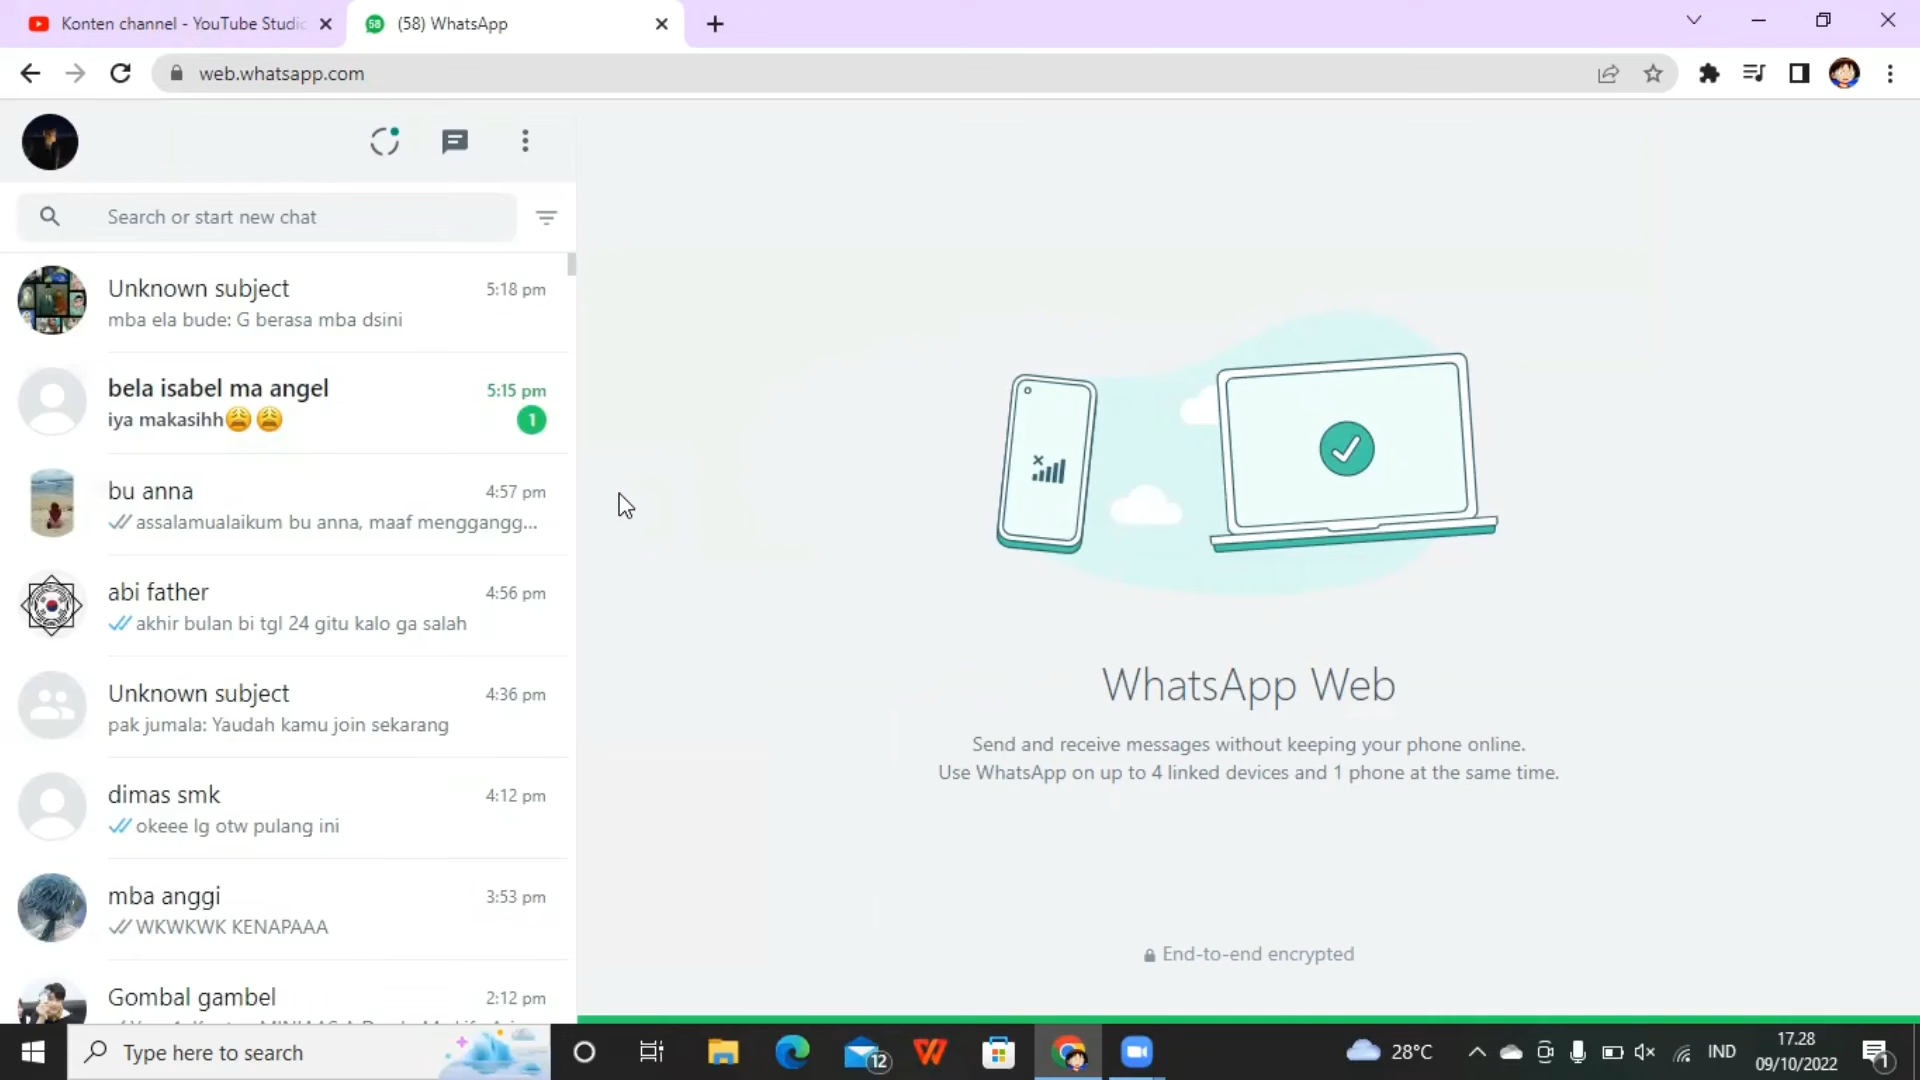 Konten channel - YouTube Studio
58
(58) WhatsApp
web.whatsapp.com
Search or start new chat
Unknown subject
5:18 pm
mba ela bude: G berasa mba dsini
bela isabel ma angel
5:15 pm
iya makasihh😩😩
1
bu anna
4:57 pm
assalamualaikum bu anna, maaf menggangg...
abi father
4:56 pm
akhir bulan bi tgl 24 gitu kalo ga salah
Unknown subject
4:36 pm
pak jumala: Yaudah kamu join sekarang
dimas smk
4:12 pm
okeee lg otw pulang ini
mba anggi
3:53 pm
WKWKWK KENAPAAA
Gombal gambel
2:12 pm
WhatsApp Web
Send and receive messages without keeping your phone online.
Use WhatsApp on up to 4 linked devices and 1 phone at the same time.
End-to-end encrypted
Type here to search
12
28°C
IND
17.28
09/10/2022
1